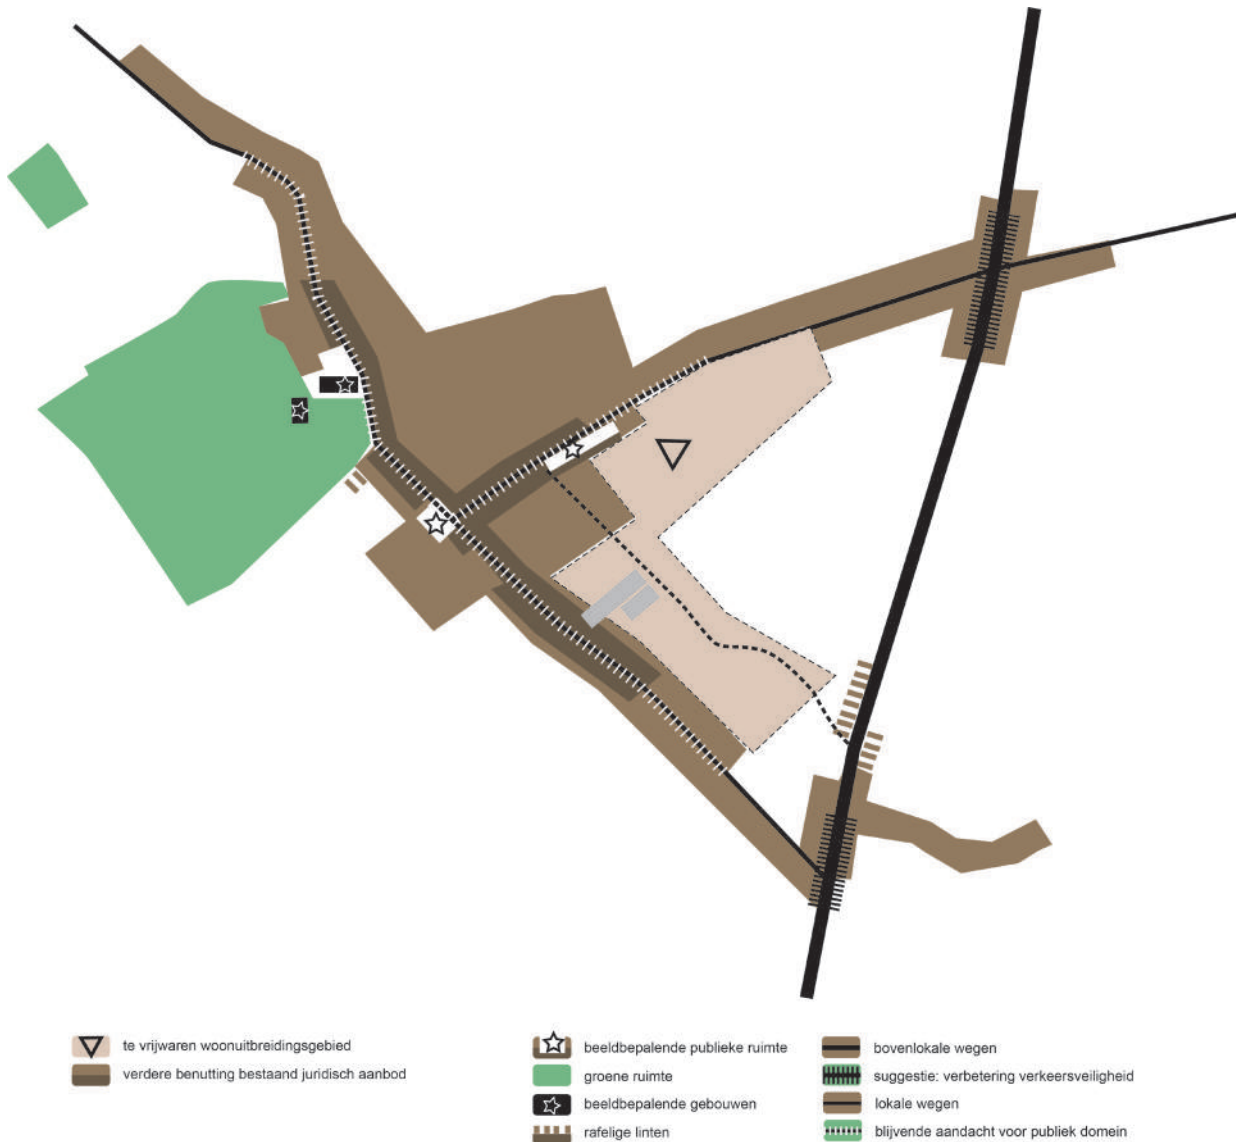 te vrijwaren woonuitbreidingsgebied
verdere benutting bestaand juridisch aanbod
beeldbepalende publieke ruimte
groene ruimte
beeldbepalende gebouwen
rafelige linten
bovenlokale wegen
suggestie: verbetering verkeersveiligheid
lokale wegen
blijvende aandacht voor publiek domein